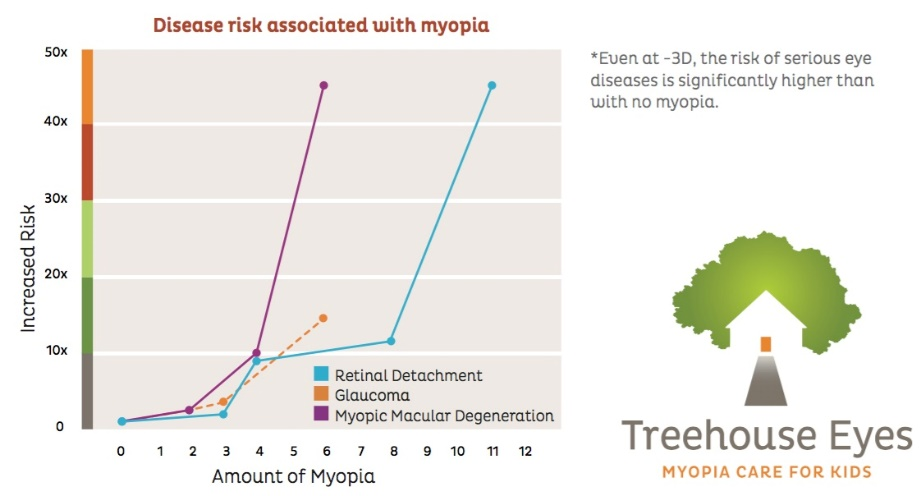 Disease risk associated with myopia
50x
40x
30x
20x
10x
0
Increased Risk
0 1 2 3 4 5 6 7 8 9 10 11 12
Amount of Myopia
Retinal Detachment
Glaucoma
Myopic Macular Degeneration
*Even at -3D, the risk of serious eye
diseases is significantly higher than
with no myopia.
Treehouse Eyes
MYOPIA CARE FOR KIDS